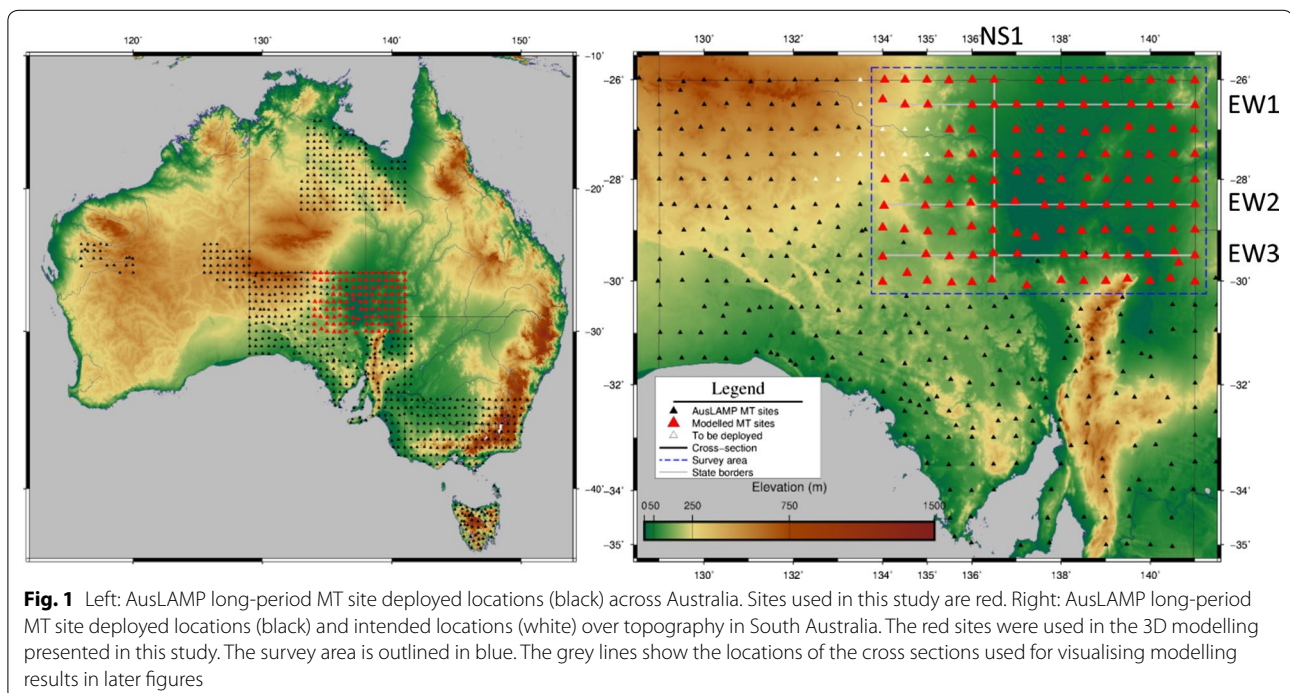 120°
130°
140°
150°
-10°
-20°
-30°
-32°
-40°
NS1
130°
132°
134°
135°
136°
138°
140°
-26°
-28°
-30°
-32°
-34°
-35°
EW1
EW2
EW3
Legend
AusLAMP MT sites
Modelled MT sites
To be deployed
Cross-section
Survey area
State borders
Elevation (m)
0 50 250 750 1500
130°
132°
134°
135°
136°
138°
140°
Fig. 1 Left: AusLAMP long-period MT site deployed locations (black) across Australia. Sites used in this study are red. Right: AusLAMP long-period
MT site deployed locations (black) and intended locations (white) over topography in South Australia. The red sites were used in the 3D modelling
presented in this study. The survey area is outlined in blue. The grey lines show the locations of the cross sections used for visualising modelling
results in later figures